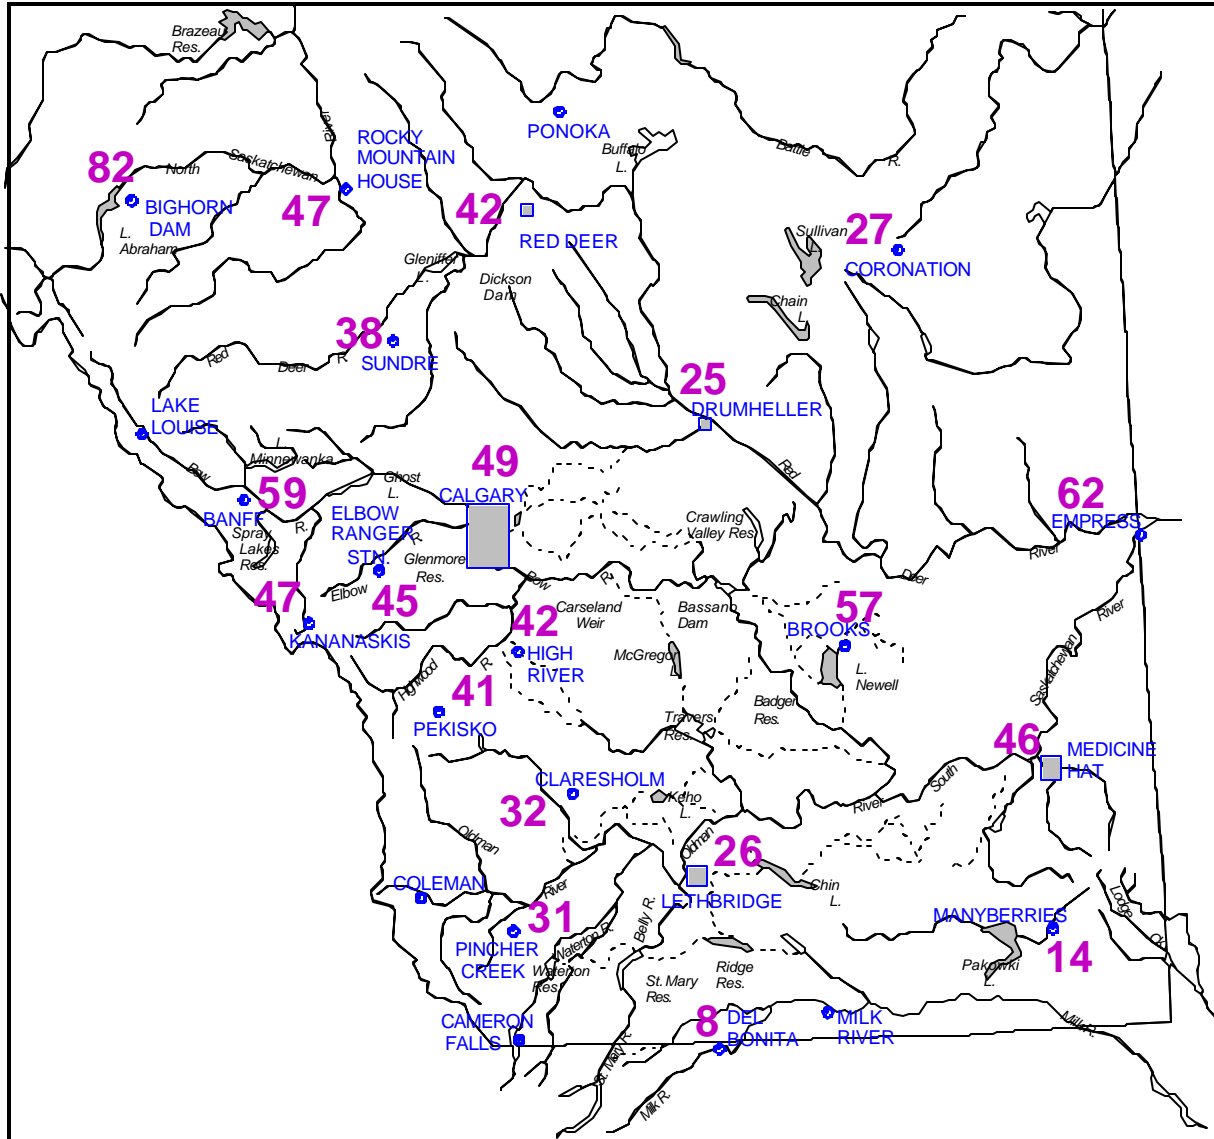 Brazeau
Res.
River
ROCKY
MOUNTAIN
HOUSE
PONOKA
Buffalo
L.
Battle
R.
82
North
Saskatchewan
47
BIGHORN
DAM
L.
Abraham
42
RED DEER
Gleniffer
L.
Dickson
Dam
Sullivan
27
CORONATION
Chain
L.
38
SUNDRE
Red
Deer
R.
25
DRUMHELLER
Red
LAKE
LOUISE
L.
Minnewanka
Bow
Ghost
L.
49
CALGARY
59
BANFF
ELBOW
RANGER
STN.
R.
R.
Spray
Lakes
Res.
Glenmore
Res.
Crawling
Valley Res.
62
EMPRESS
River
Deer
47
KANANASKIS
Elbow
45
Bow
R.
Carseland
Weir
Bassano
Dam
57
BROOKS
River
42
HIGH
RIVER
McGregor
L.
L.
Newell
Saskatchewan
Highwood
R.
41
PEKISKO
Travers
Res.
Badger
Res.
46
MEDICINE
HAT
CLARESHOLM
32
Keho
L.
River
South
Oldman
Oldman
26
LETHBRIDGE
Chin
L.
COLEMAN
River
31
PINCHER
CREEK
Waterton R.
Waterton
Res.
Belly R.
MANYBERRIES
14
Lodge
Ck.
Pakowki
L.
St. Mary
Res.
Ridge
Res.
CAMERON
FALLS
8
DEL
BONITA
MILK
RIVER
Milk R.
St. Mary R.
Milk R.